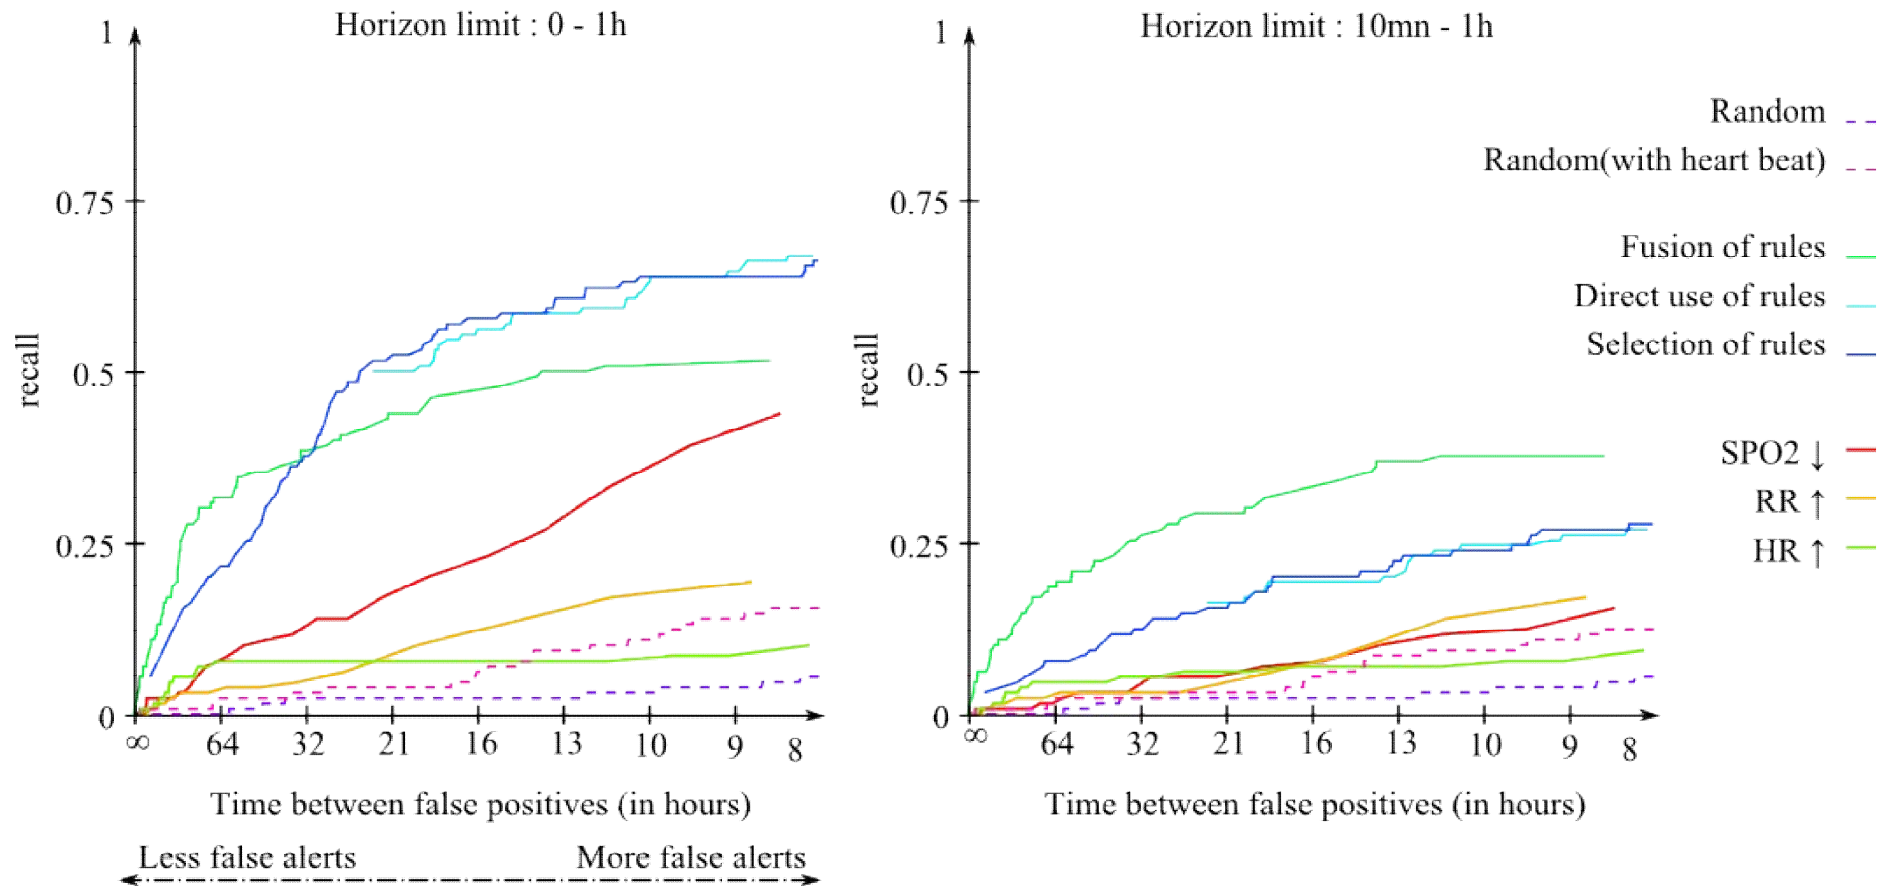 Horizon limit : 0 - 1h
1
0.75
0.5
0.25
0
recall
∞ 64 32 21 16 13 10 9 8
Time between false positives (in hours)
Less false alerts More false alerts
Horizon limit : 10mn - 1h
1
0.75
0.5
0.25
0
recall
∞ 64 32 21 16 13 10 9 8
Time between false positives (in hours)
Random
Random(with heart beat)
Fusion of rules
Direct use of rules
Selection of rules
SPO2 ↓
RR ↑
HR ↑